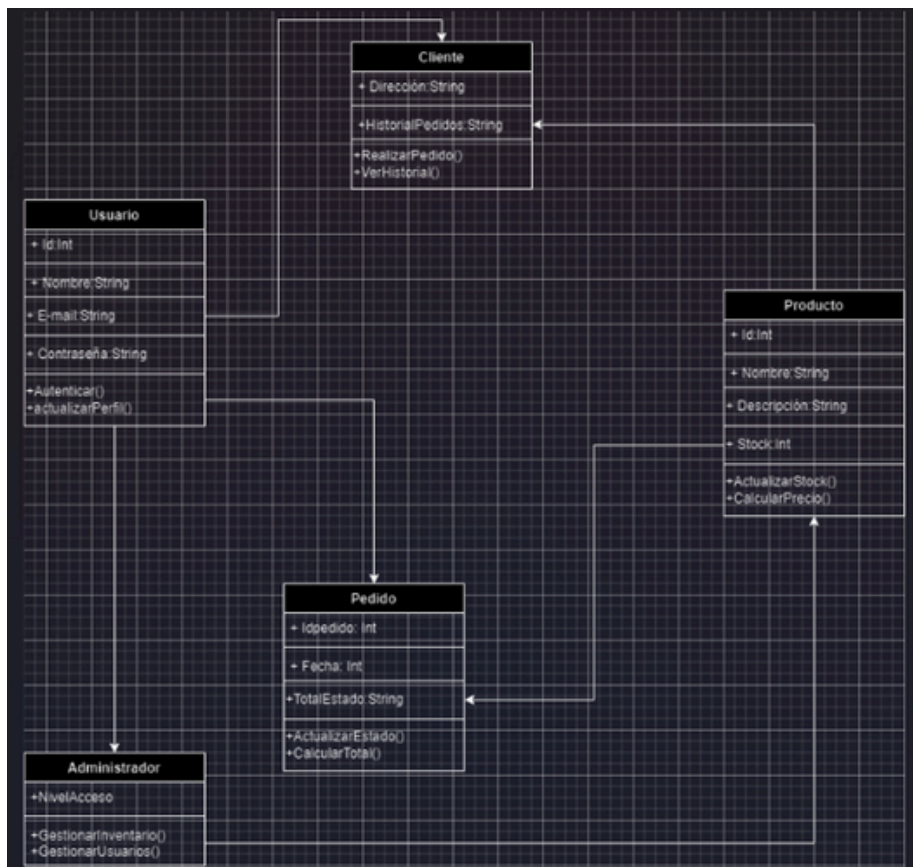 Cliente
+ Dirección:String
+HistorialPedidos:String
+RealizarPedido()
+VerHistorial()
Usuario
+ Id:Int
+ Nombre:String
+ E-mail:String
+ Contraseña:String
+Autenticar()
+actualizarPerfil()
Producto
+ Id:Int
+ Nombre:String
+ Descripción:String
+ Stock:Int
+ActualizarStock()
+CalcularPrecio()
Pedido
+ Idpedido: Int
+ Fecha: Int
+TotalEstado:String
+ActualizarEstado()
+CalcularTotal()
Administrador
+NivelAcceso
+GestionarInventario()
+GestionarUsuarios()